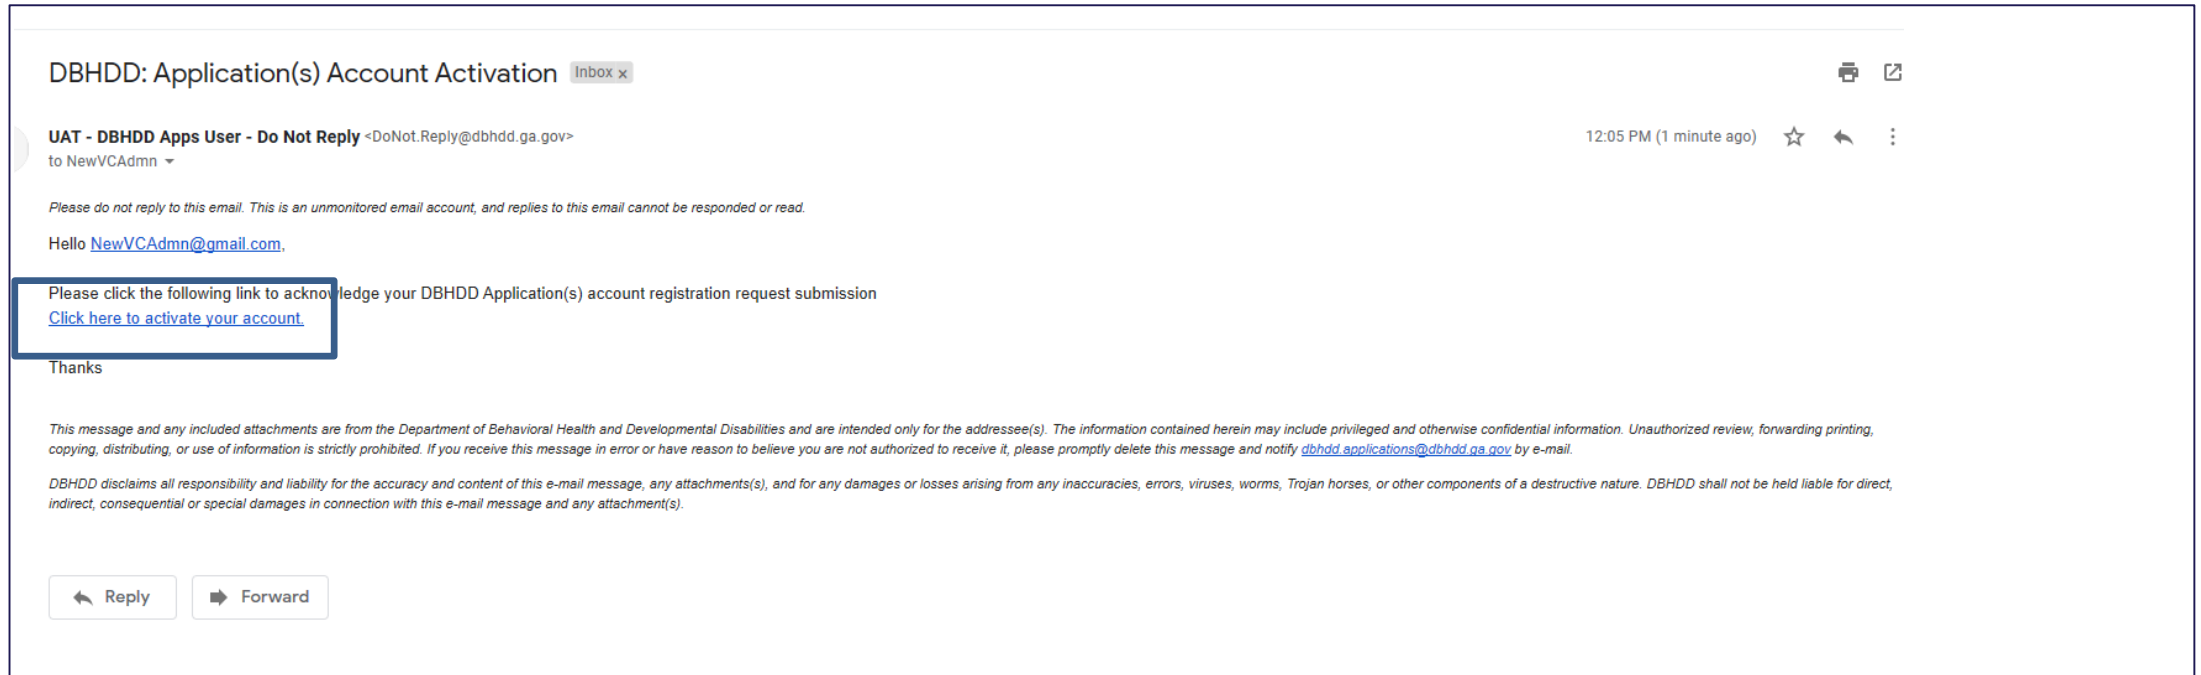 DBHDD: Application(s) Account Activation Inbox x
UAT - DBHDD Apps User - Do Not Reply <DoNot.Reply@dbhdd.ga.gov> 12:05 PM (1 minute ago)
to NewVCAdmn
Please do not reply to this email. This is an unmonitored email account, and replies to this email cannot be responded or read.
Hello NewVCAdmn@gmail.com,
Please click the following link to acknowledge your DBHDD Application(s) account registration request submission
Click here to activate your account.
Thanks
This message and any included attachments are from the Department of Behavioral Health and Developmental Disabilities and are intended only for the addressee(s). The information contained herein may include privileged and otherwise confidential information. Unauthorized review, forwarding printing,
copying, distributing, or use of information is strictly prohibited. If you receive this message in error or have reason to believe you are not authorized to receive it, please promptly delete this message and notify dbhdd.applications@dbhdd.ga.gov by e-mail.
DBHDD disclaims all responsibility and liability for the accuracy and content of this e-mail message, any attachments(s), and for any damages or losses arising from any inaccuracies, errors, viruses, worms, Trojan horses, or other components of a destructive nature. DBHDD shall not be held liable for direct,
indirect, consequential or special damages in connection with this e-mail message and any attachment(s).
Reply Forward